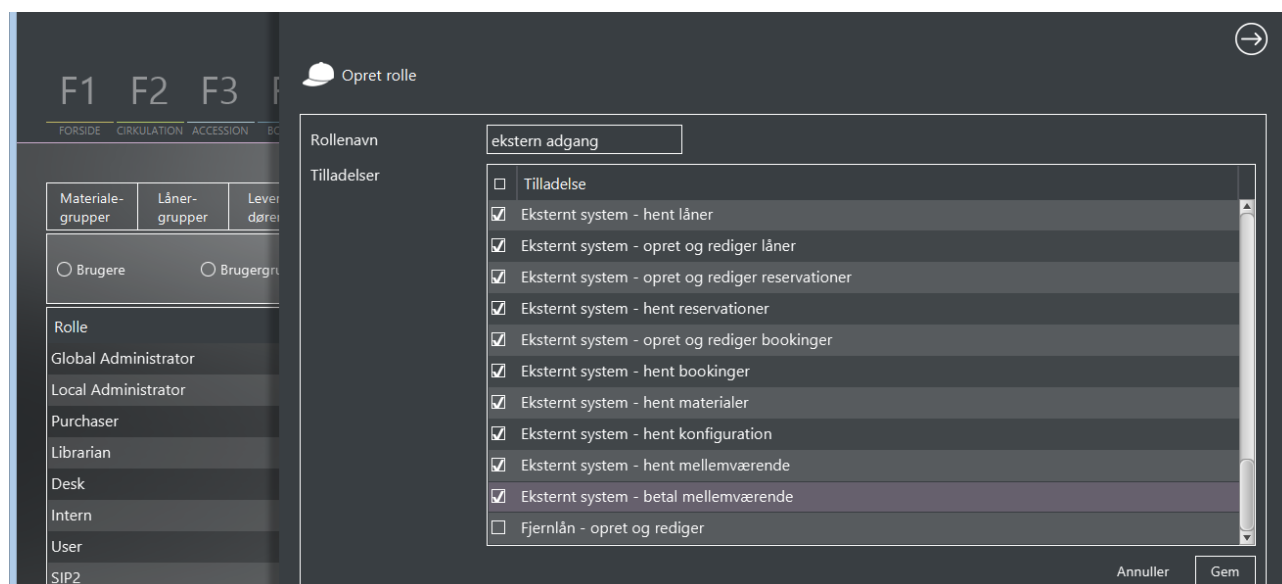 Opret rolle
F1 F2 F3
FORSIDE CIRKULATION ACCESSION
Rollenavn
ekstern adgang
Tilladelser
Tilladelse
Materiale-
grupper
Låner-
grupper
Lever
døren
Brugere
Brugergru
Eksternt system - hent låner
Eksternt system - opret og rediger låner
Eksternt system - opret og rediger reservationer
Eksternt system - hent reservationer
Eksternt system - opret og rediger bookinger
Eksternt system - hent bookinger
Eksternt system - hent materialer
Eksternt system - hent konfiguration
Eksternt system - hent mellemværende
Eksternt system - betal mellemværende
Fjernlån - opret og rediger
Rolle
Global Administrator
Local Administrator
Purchaser
Librarian
Desk
Intern
User
SIP2
Annuller
Gem